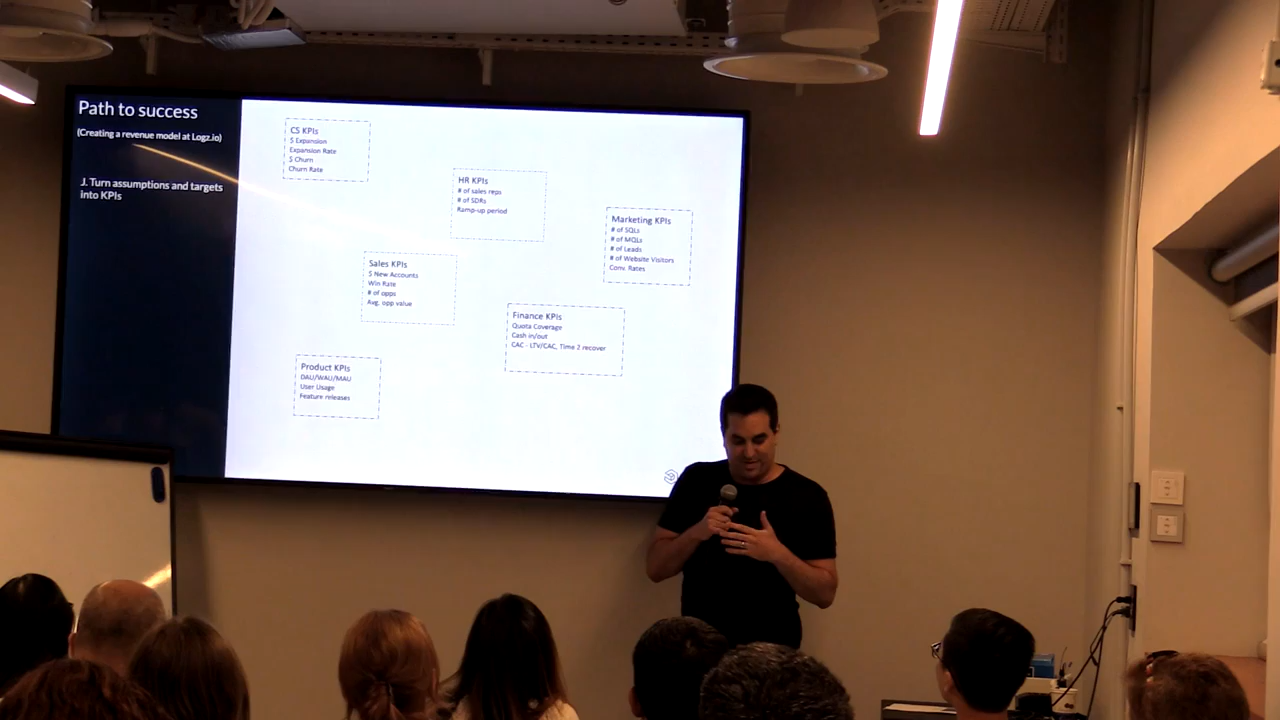 Path to success
(Creating a revenue model at Logz.io)
J. Turn assumptions and targets
into KPIs
CS KPIs
$ Expansion
Expansion Rate
$ Churn
Churn Rate
HR KPIs
# of sales reps
# of SDRs
Ramp-up period
Marketing KPIs
# of SQLs
# of MQLs
# of Leads
# of Website Visitors
Conv. Rates
Sales KPIs
$ New Accounts
Win Rate
# of opps
Avg. opp value
Finance KPIs
Quota Coverage
Cash in/out
CAC - LTV/CAC, Time 2 recover
Product KPIs
DAU/WAU/MAU
User Usage
Feature releases